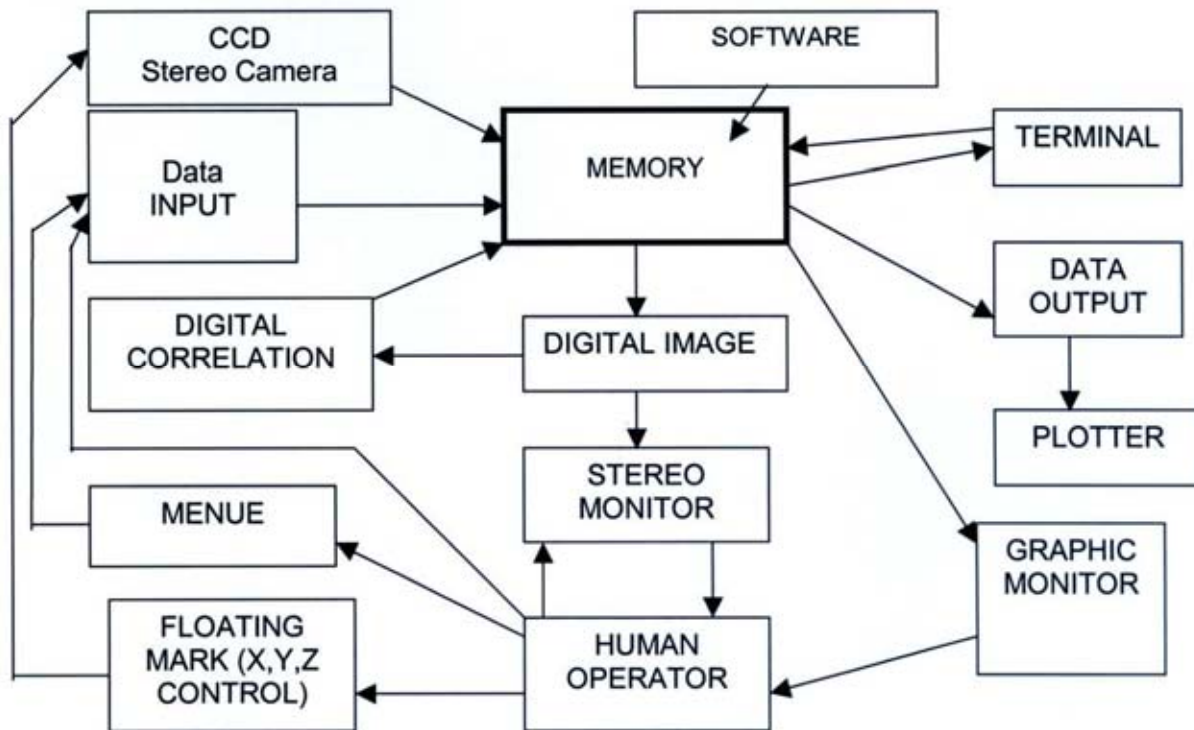 CCD
Stereo Camera
SOFTWARE
Data
INPUT
MEMORY
TERMINAL
DIGITAL
CORRELATION
DIGITAL IMAGE
DATA
OUTPUT
PLOTTER
STEREO
MONITOR
MENUE
GRAPHIC
MONITOR
FLOATING
MARK (X,Y,Z
CONTROL)
HUMAN
OPERATOR